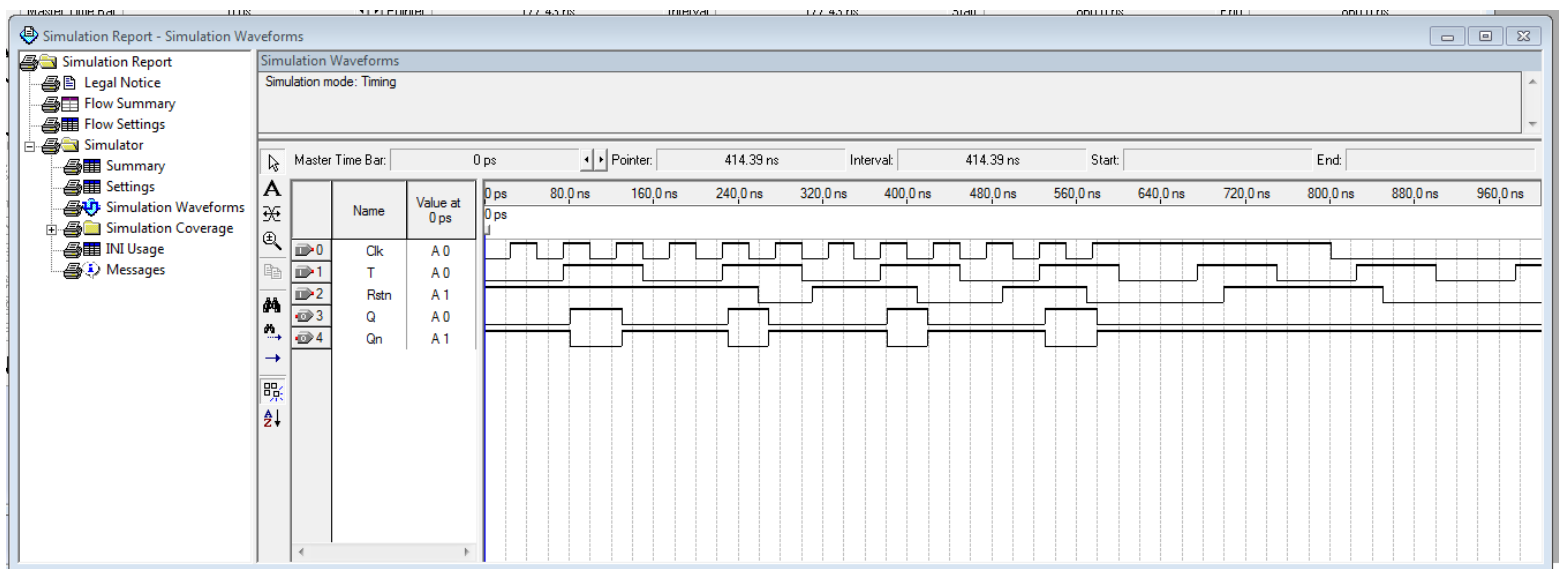 Simulation Report - Simulation Waveforms
Simulation Report
Legal Notice
Flow Summary
Flow Settings
Simulator
Summary
Settings
Simulation Waveforms
Simulation Coverage
INI Usage
Messages
Simulation Waveforms
Simulation mode: Timing
Master Time Bar: 0 ps Pointer: 414.39 ns Interval: 414.39 ns Start: End:
Name Value at 0 ps
0 ps 80.0 ns 160.0 ns 240.0 ns 320.0 ns 400.0 ns 480.0 ns 560.0 ns 640.0 ns 720.0 ns 800.0 ns 880.0 ns 960.0 ns
0 ps
0 Clk A 0
1 T A 0
2 Rstn A 1
3 Q A 0
4 Qn A 1